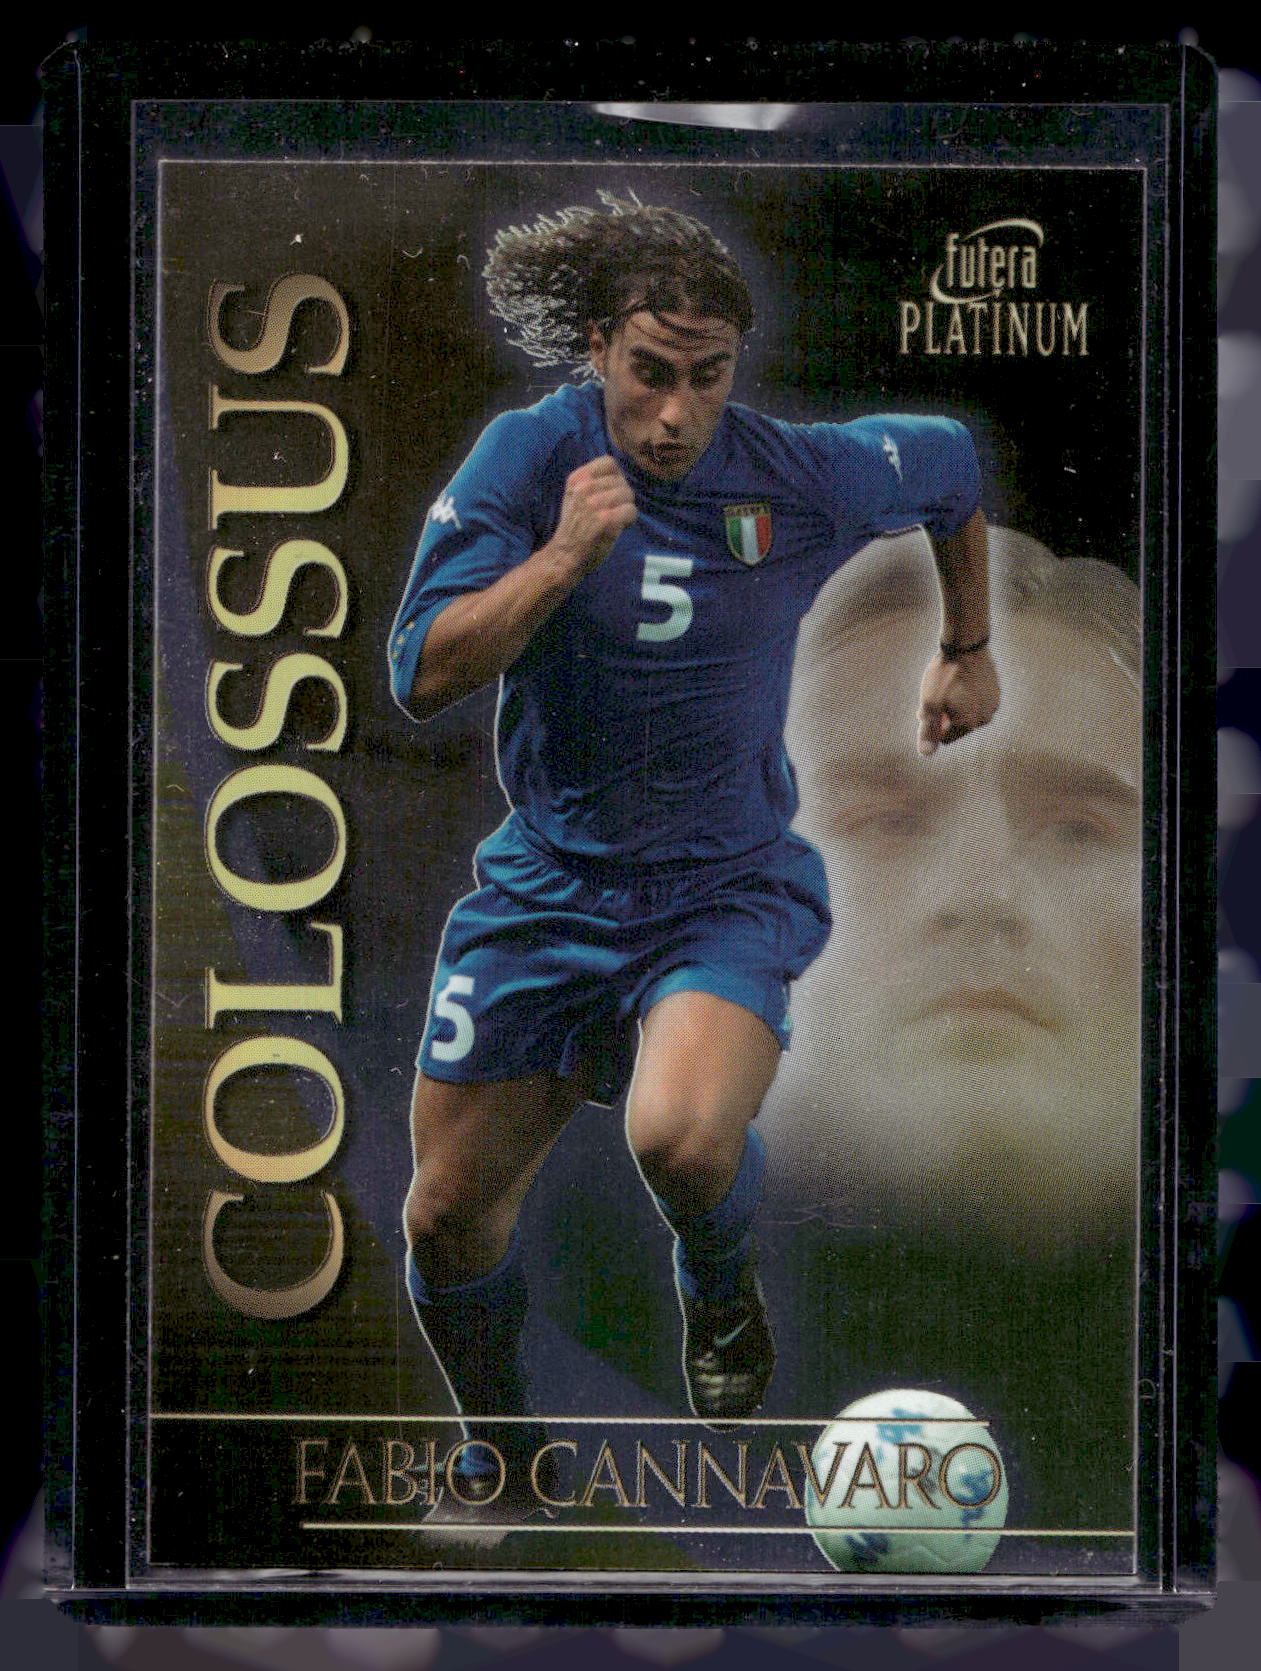 COLOSSUS
futera
PLATINUM
5
5
FABIO CANNAVARO